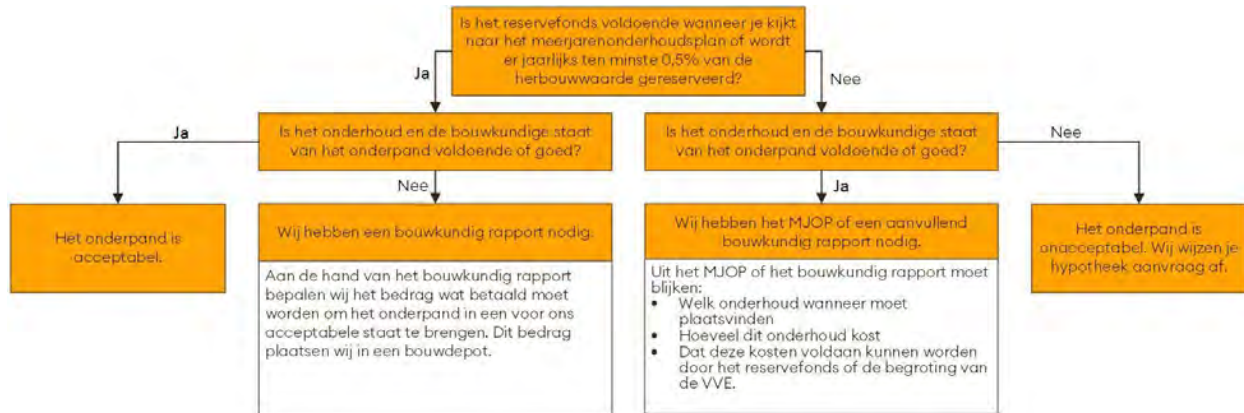 Is het reservefonds voldoende wanneer je kijkt
naar het meerjarenonderhoudsplan of wordt
er jaarlijks ten minste 0,5% van de
herbouwwaarde gereserveerd?
Ja
Nee
Ja
Is het onderhoud en de bouwkundige staat
van het onderpand voldoende of goed?
Is het onderhoud en de bouwkundige staat
van het onderpand voldoende of goed?
Nee
Nee
Ja
Het onderpand is
acceptabel.
Wij hebben een bouwkundig rapport nodig.
Aan de hand van het bouwkundig rapport
bepalen wij het bedrag wat betaald moet
worden om het onderpand in een voor ons
acceptabele staat te brengen. Dit bedrag
plaatsen wij in een bouwdepot.
Wij hebben het MJOP of een aanvullend
bouwkundig rapport nodig.
Uit het MJOP of het bouwkundig rapport moet
blijken:
• Welk onderhoud wanneer moet
plaatsvinden
• Hoeveel dit onderhoud kost
• Dat deze kosten voldaan kunnen worden
door het reservefonds of de begroting van
de VVE.
Het onderpand is
onacceptabel. Wij wijzen je
hypotheek aanvraag af.